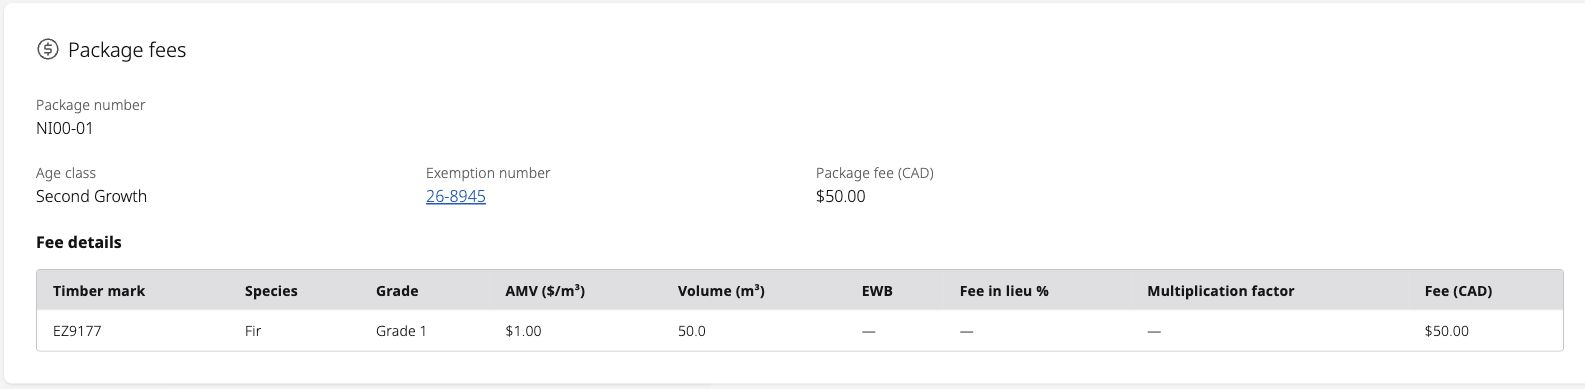 Package fees
Package number
NI00-01
Age class Exemption number Package fee (CAD)
Second Growth 26-8945 $50.00
Fee details
Timber mark Species Grade AMV ($/m³) Volume (m³) EWB Fee in lieu % Multiplication factor Fee (CAD)
EZ9177 Fir Grade 1 $1.00 50.0 — — — $50.00